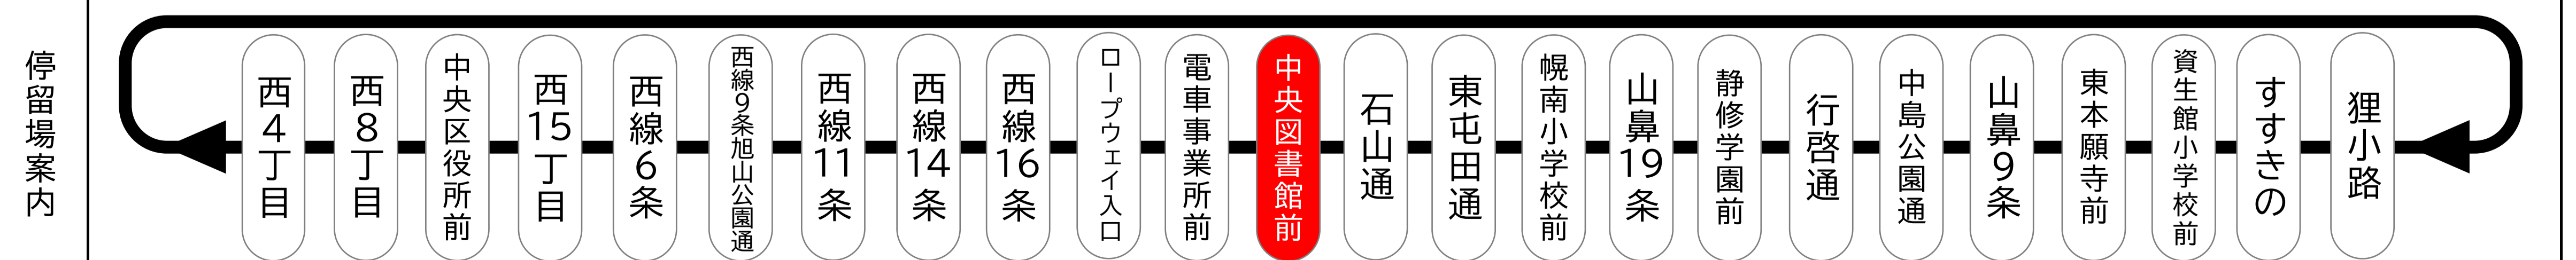 停留場案内
西4丁目
西8丁目
中央区役所前
西15丁目
西線6条
西線9条旭山公園通
西線11条
西線14条
西線16条
ロープウェイ入口
電車事業所前
中央図書館前
石山通
東屯田通
幌南小学校前
山鼻19条
静修学園前
行啓通
中島公園通
山鼻9条
東本願寺前
資生館小学校前
すすきの
狸小路